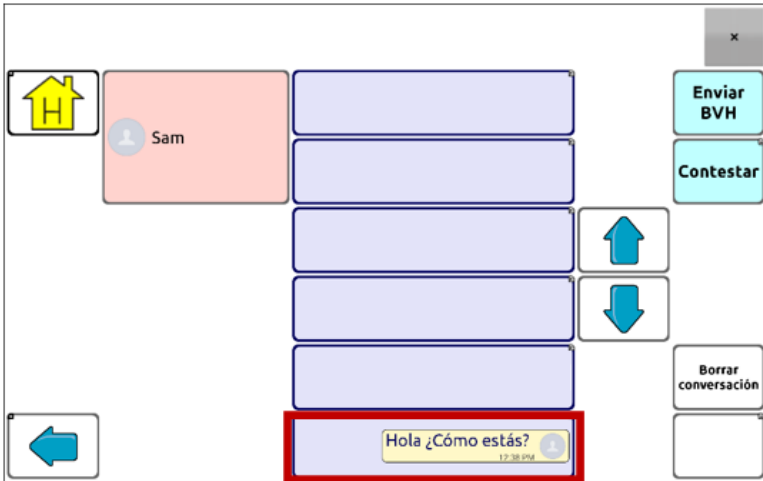 ×
H
Sam
Enviar
BVH
Contestar
Borrar
conversación
Hola ¿Cómo estás?
12:38 PM